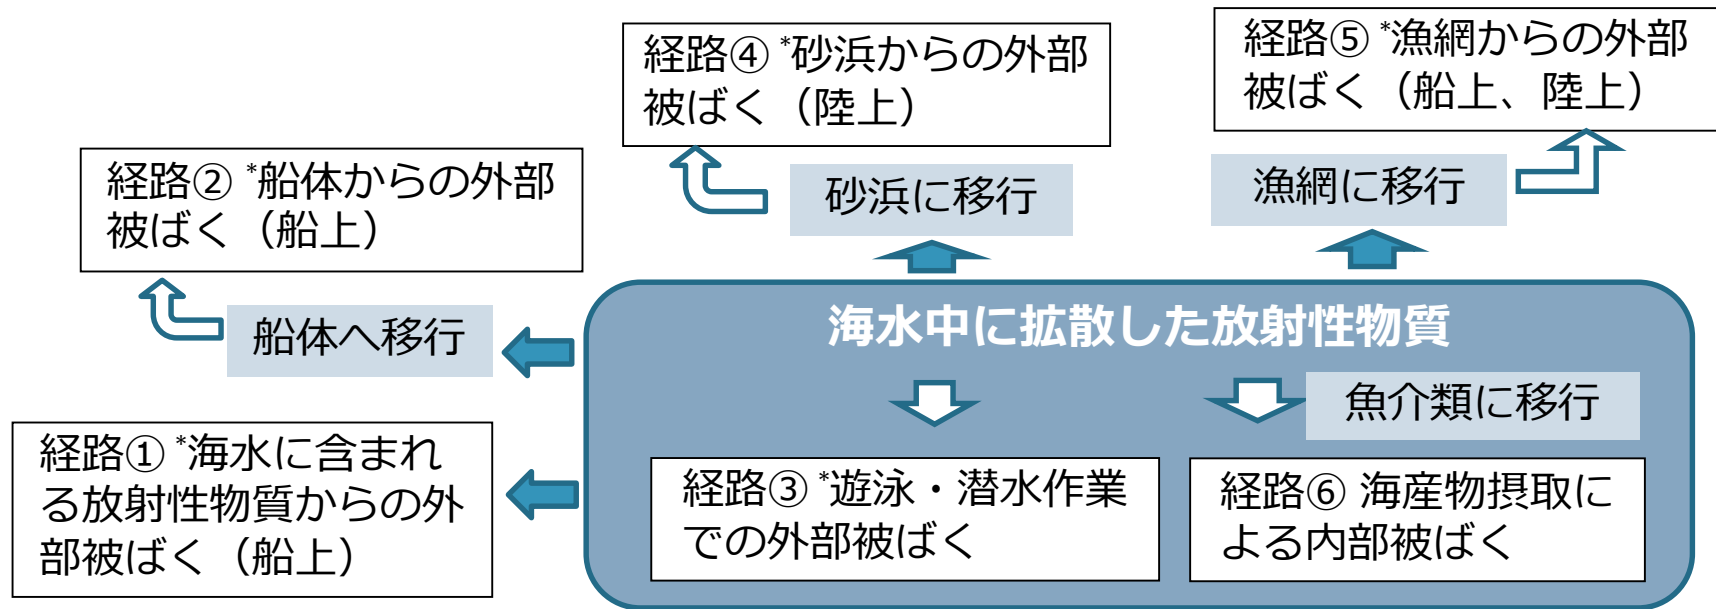 経路④ *砂浜からの外部
被ばく（陸上）
経路⑤ *漁網からの外部
被ばく（船上、陸上）
経路② *船体からの外部
被ばく（船上）
砂浜に移行
漁網に移行
船体へ移行
海水中に拡散した放射性物質
魚介類に移行
経路① *海水に含まれ
る放射性物質からの外
部被ばく（船上）
経路③ *遊泳・潜水作業
での外部被ばく
経路⑥ 海産物摂取に
よる内部被ばく